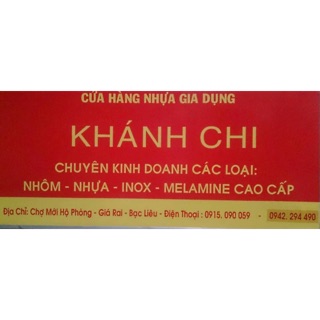 CỬA HÀNG NHỰA GIA DỤNG
KHÁNH CHI
CHUYÊN KINH DOANH CÁC LOẠI:
NHÔM - NHỰA - INOX - MELAMINE CAO CẤP
Địa Chỉ: Chợ Mới Hộ Phòng - Giá Rai - Bạc Liêu - Điện Thoại : 0915. 090 059 - 0942. 294 490